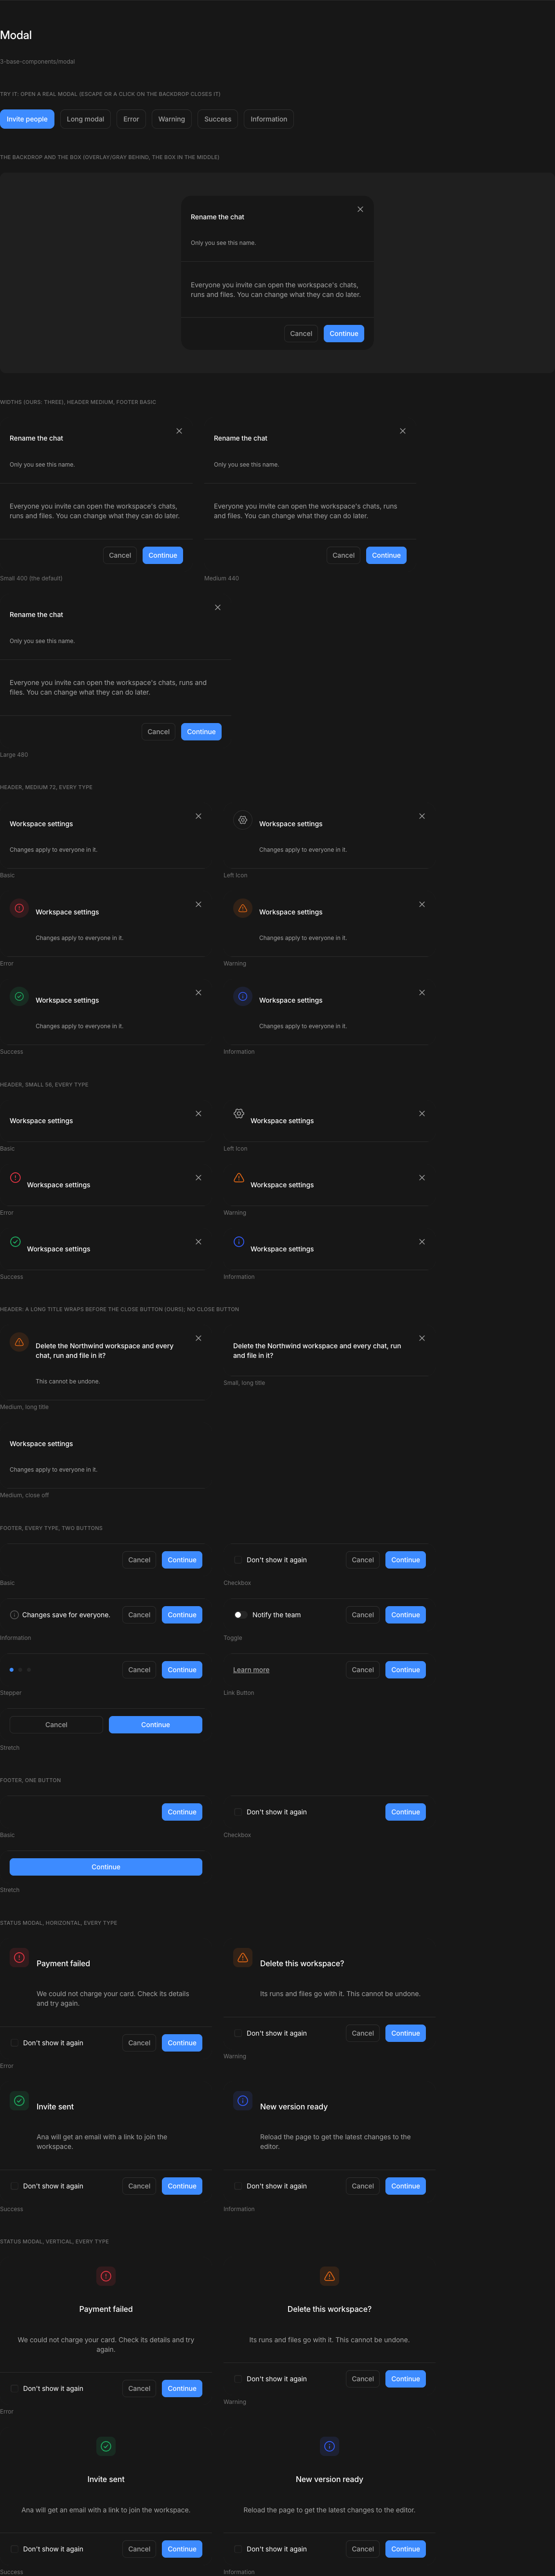 Modal
3-base-components/modal
TRY IT: OPEN A REAL MODAL (ESCAPE OR A CLICK ON THE BACKDROP CLOSES IT)
Invite people
Long modal
Error
Warning
Success
Information
THE BACKDROP AND THE BOX (OVERLAY/GRAY BEHIND, THE BOX IN THE MIDDLE)
Rename the chat
Only you see this name.
Everyone you invite can open the workspace's chats,
runs and files. You can change what they can do later.
Cancel Continue
WIDTHS (OURS: THREE), HEADER MEDIUM, FOOTER BASIC
Rename the chat
Only you see this name.
Everyone you invite can open the workspace's chats,
runs and files. You can change what they can do later.
Cancel Continue
Small 400 (the default)
Rename the chat
Only you see this name.
Everyone you invite can open the workspace's chats, runs
and files. You can change what they can do later.
Cancel Continue
Medium 440
Rename the chat
Only you see this name.
Everyone you invite can open the workspace's chats, runs and
files. You can change what they can do later.
Cancel Continue
Large 480
HEADER, MEDIUM 72, EVERY TYPE
Workspace settings
Changes apply to everyone in it.
Basic
Workspace settings
Changes apply to everyone in it.
Left Icon
Workspace settings
Changes apply to everyone in it.
Error
Workspace settings
Changes apply to everyone in it.
Warning
Workspace settings
Changes apply to everyone in it.
Success
Workspace settings
Changes apply to everyone in it.
Information
HEADER, SMALL 56, EVERY TYPE
Workspace settings
Basic
Workspace settings
Left Icon
Workspace settings
Error
Workspace settings
Warning
Workspace settings
Success
Workspace settings
Information
HEADER: A LONG TITLE WRAPS BEFORE THE CLOSE BUTTON (OURS); NO CLOSE BUTTON
Delete the Northwind workspace and every
chat, run and file in it?
This cannot be undone.
Medium, long title
Delete the Northwind workspace and every chat, run
and file in it?
Small, long title
Workspace settings
Changes apply to everyone in it.
Medium, close off
FOOTER, EVERY TYPE, TWO BUTTONS
Cancel Continue
Basic
Don't show it again Cancel Continue
Checkbox
Changes save for everyone. Cancel Continue
Information
Notify the team Cancel Continue
Toggle
Cancel Continue
Stepper
Learn more Cancel Continue
Link Button
Cancel Continue
Stretch
FOOTER, ONE BUTTON
Continue
Basic
Don't show it again Continue
Checkbox
Continue
Stretch
STATUS MODAL, HORIZONTAL, EVERY TYPE
Payment failed
We could not charge your card. Check its details
and try again.
Don't show it again Cancel Continue
Error
Delete this workspace?
Its runs and files go with it. This cannot be undone.
Don't show it again Cancel Continue
Warning
Invite sent
Ana will get an email with a link to join the
workspace.
Don't show it again Cancel Continue
Success
New version ready
Reload the page to get the latest changes to the
editor.
Don't show it again Cancel Continue
Information
STATUS MODAL, VERTICAL, EVERY TYPE
Payment failed
We could not charge your card. Check its details and try
again.
Don't show it again Cancel Continue
Error
Delete this workspace?
Its runs and files go with it. This cannot be undone.
Don't show it again Cancel Continue
Warning
Invite sent
Ana will get an email with a link to join the workspace.
Don't show it again Cancel Continue
Success
New version ready
Reload the page to get the latest changes to the editor.
Don't show it again Cancel Continue
Information